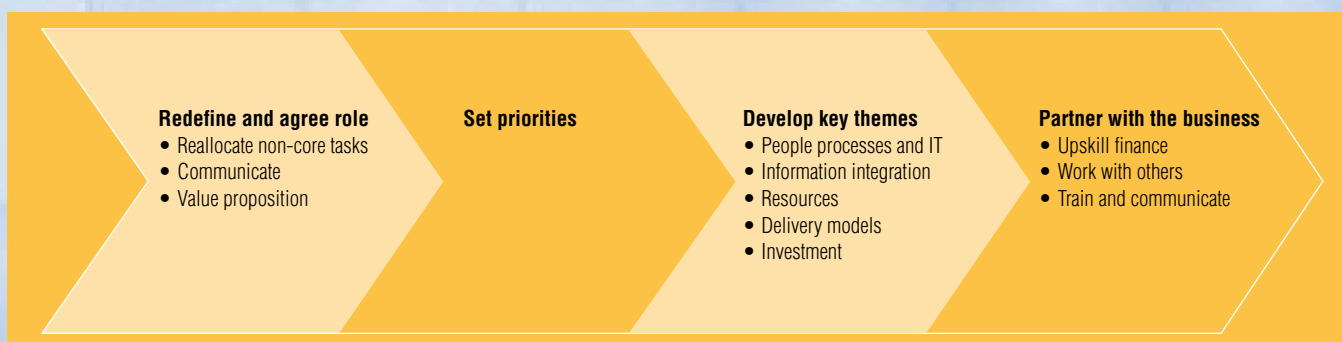 Redefine and agree role
• Reallocate non-core tasks
• Communicate
• Value proposition
Set priorities
Develop key themes
• People processes and IT
• Information integration
• Resources
• Delivery models
• Investment
Partner with the business
• Upskill finance
• Work with others
• Train and communicate